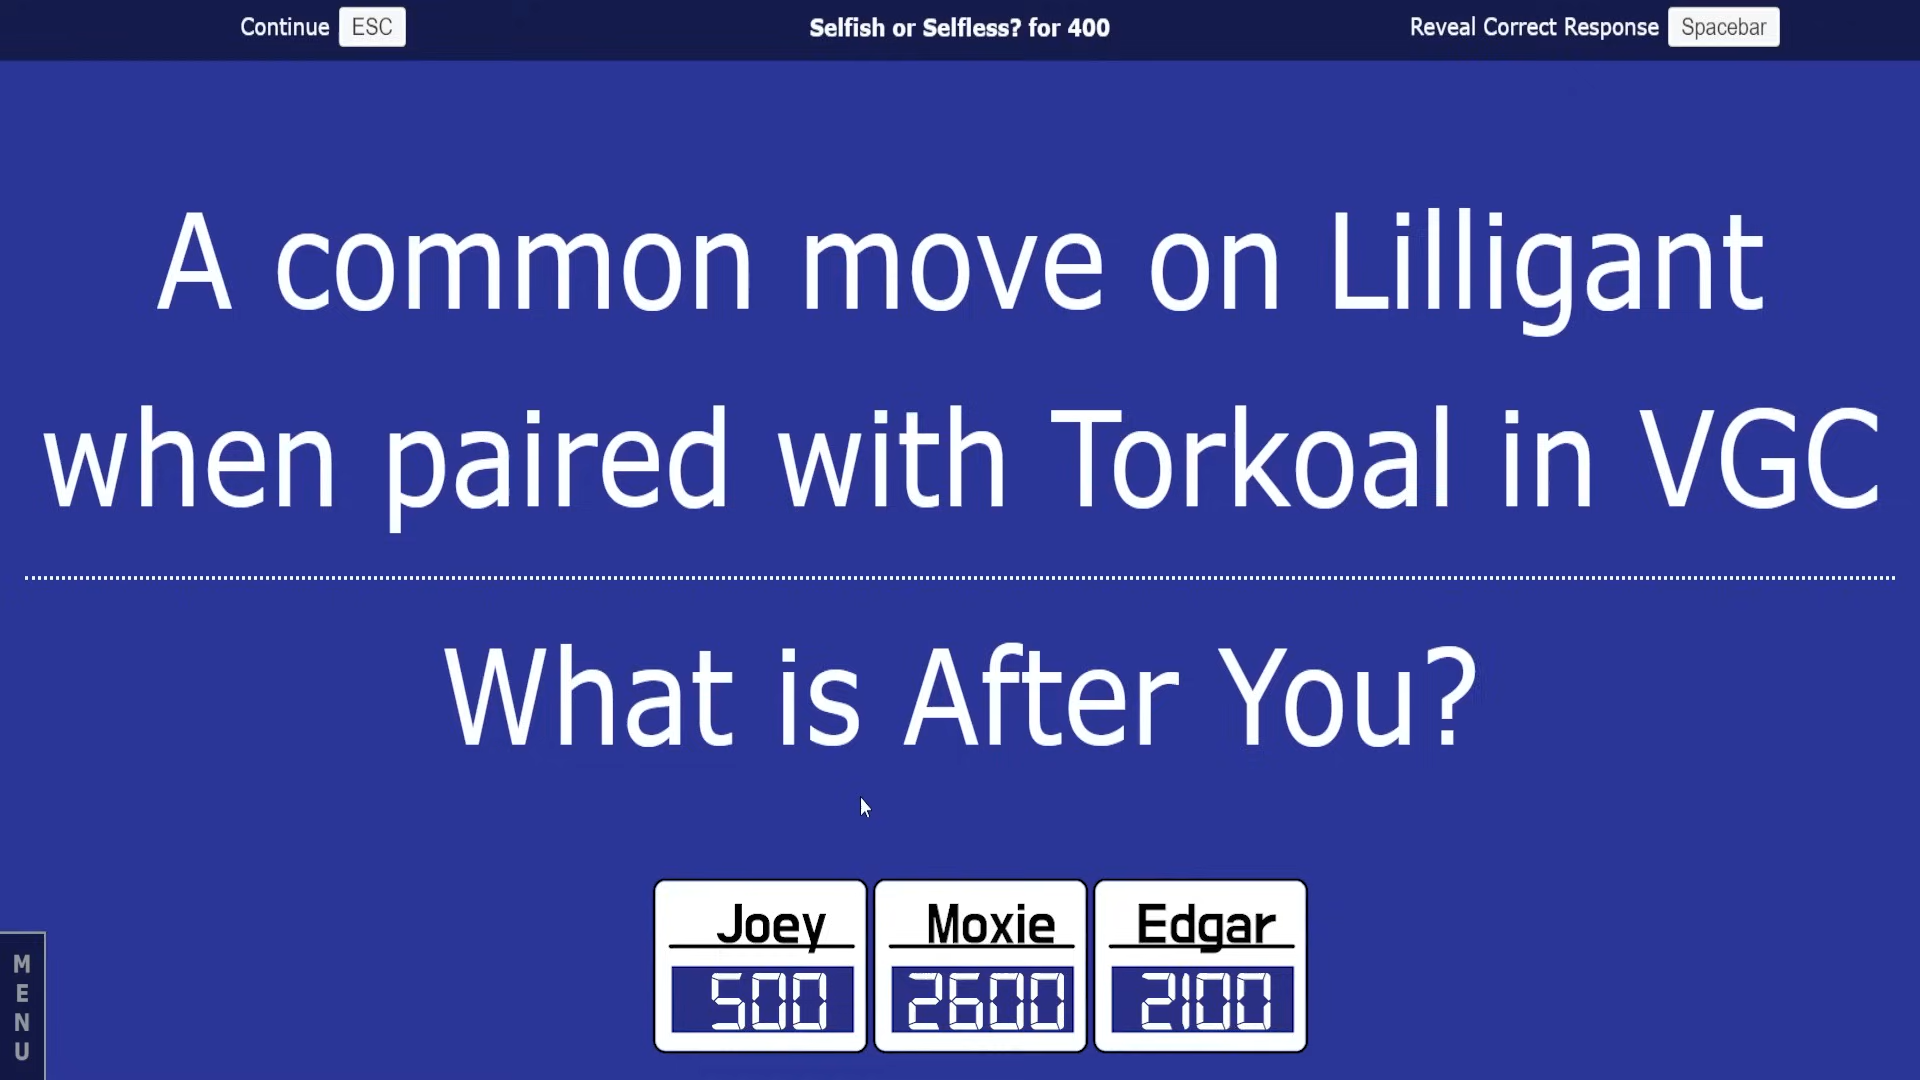 Continue ESC
Selfish or Selfless? for 400
Reveal Correct Response Spacebar
A common move on Lilligant
when paired with Torkoal in VGC
What is After You?
Joey
500
Moxie
2600
Edgar
2100
MENU